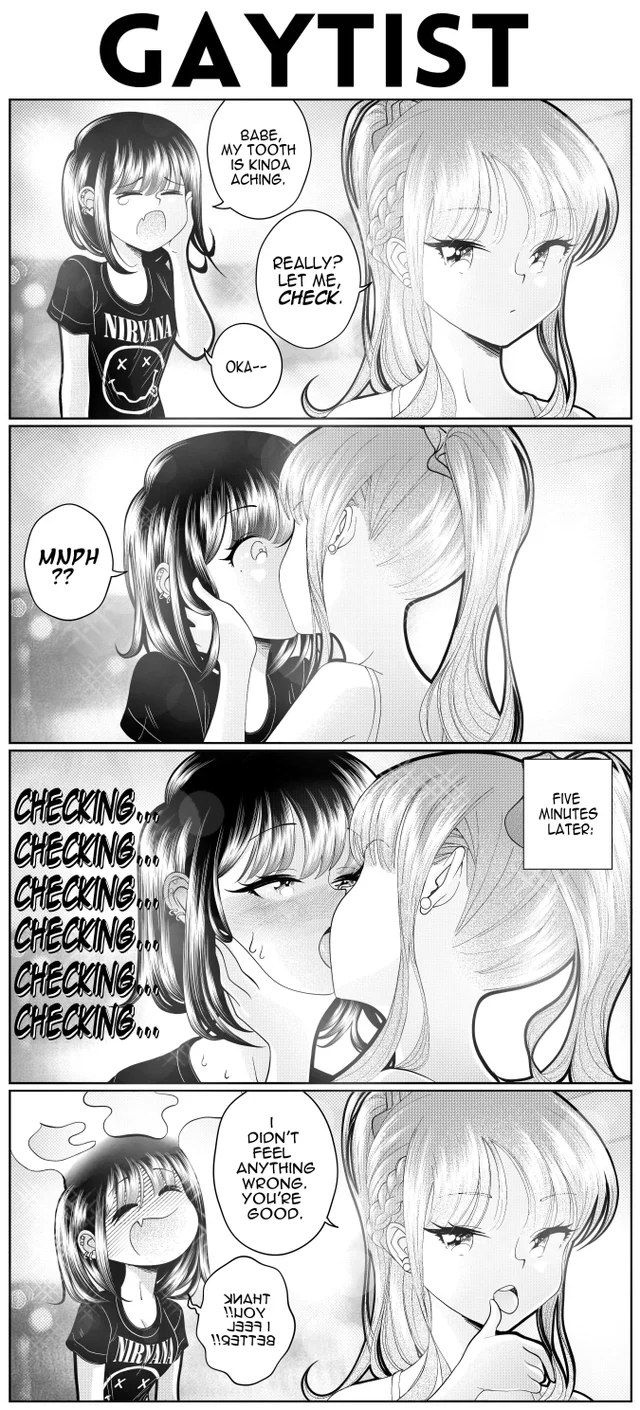 GAYTIST
BABE,
MY TOOTH
IS KINDA
ACHING.
REALLY?
LET ME,
CHECK.
OKA--
NIRVANA
MNPH
??
FIVE
MINUTES
LATER:
CHECKING...
CHECKING...
CHECKING...
CHECKING...
CHECKING...
CHECKING...
I
DIDN'T
FEEL
ANYTHING
WRONG.
YOU'RE
GOOD.
THANK
YOU!!
I FEEL
BETTER!!
NIRVANA